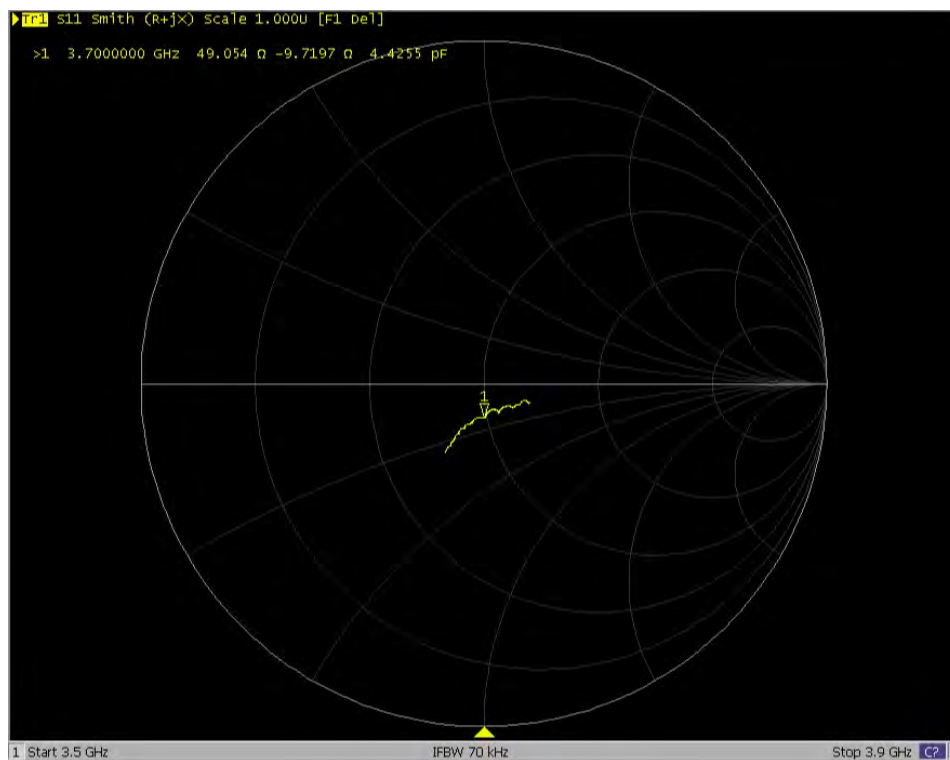 Tr1 S11 Smith (R+jX) Scale 1.000U [F1 Del]
>1 3.7000000 GHz 49.054 Ω -9.7197 Ω 4.4255 pF
1
1 Start 3.5 GHz IFBW 70 kHz Stop 3.9 GHz C?